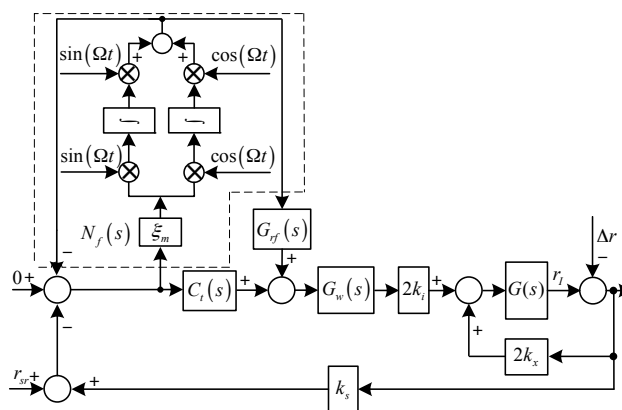 sin(Ωt) + + cos(Ωt)
∫ ∫
sin(Ωt) cos(Ωt)
N_f(s) ξ_m G_rf(s)
− + Δr −
0+ C_t(s) + G_w(s) 2k_i + G(s) r_I
− + 2k_x
r_sr+ + k_s